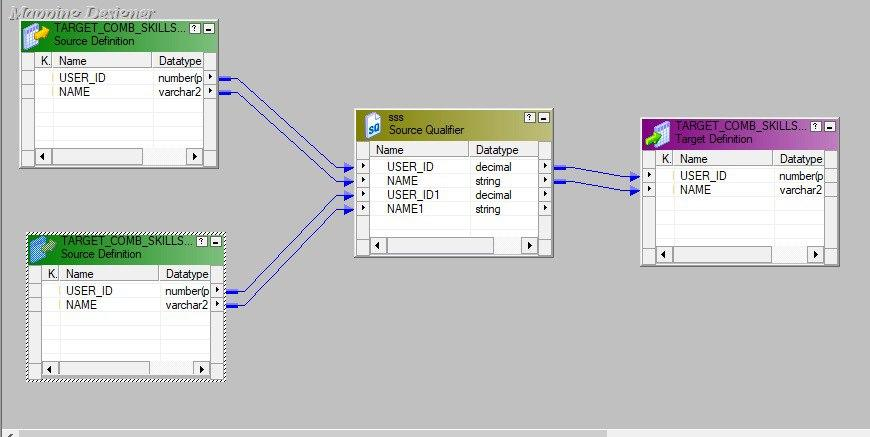 Mapping Designer
TARGET_COMB_SKILLS...
Source Definition
K. Name Datatype
USER_ID number(p
NAME varchar2
sss
Source Qualifier
Name Datatype
USER_ID decimal
NAME string
USER_ID1 decimal
NAME1 string
TARGET_COMB_SKILLS...
Target Definition
K. Name Datatype
USER_ID number(p
NAME varchar2
TARGET_COMB_SKILLS...
Source Definition
K. Name Datatype
USER_ID number(p
NAME varchar2